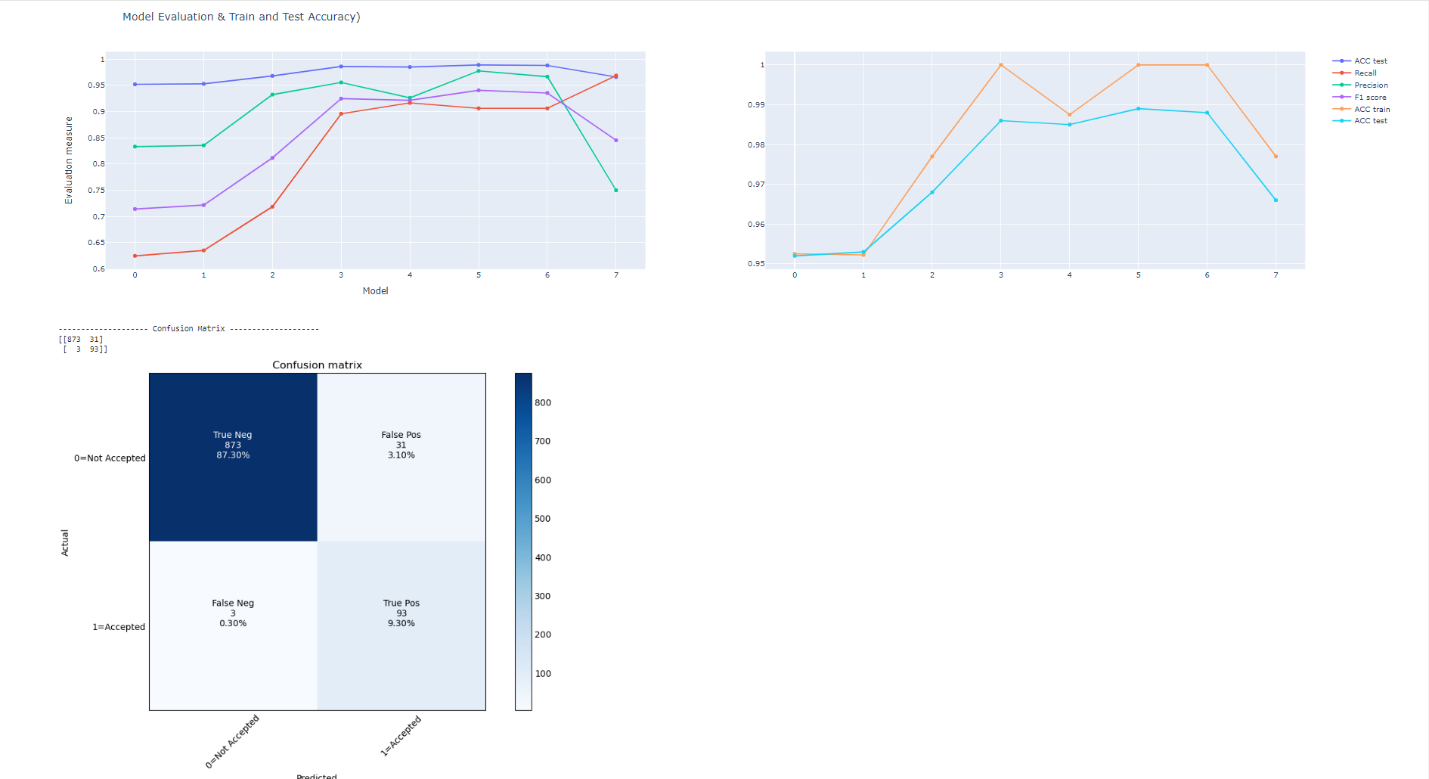 Model Evaluation & Train and Test Accuracy)
Evaluation measure
1
0.95
0.9
0.85
0.8
0.75
0.7
0.65
0.6
0 1 2 3 4 5 6 7
Model
1
0.99
0.98
0.97
0.96
0.95
0 1 2 3 4 5 6 7
ACC test
Recall
Precision
F1 score
ACC train
ACC test
-------------------- Confusion Matrix --------------------
[[873  31]
 [  3  93]]
Confusion matrix
Actual
0=Not Accepted
1=Accepted
True Neg
873
87.30%
False Pos
31
3.10%
False Neg
3
0.30%
True Pos
93
9.30%
800
700
600
500
400
300
200
100
0=Not Accepted
1=Accepted
Predicted